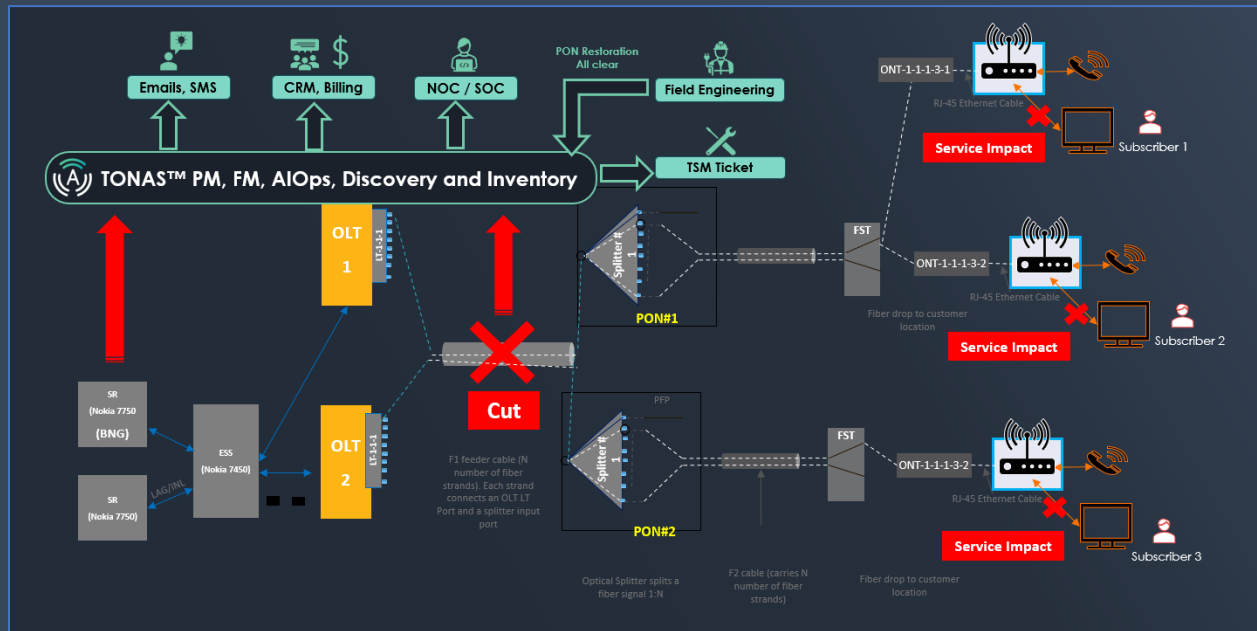 Emails, SMS
CRM, Billing
$
NOC / SOC
PON Restoration
All clear
Field Engineering
TSM Ticket
A
TONAS™ PM, FM, AIOps, Discovery and Inventory
OLT
1
LT-1-1-1
Splitter #
1
PON#1
FST
ONT-1-1-1-3-1
RJ-45 Ethernet Cable
Service Impact
Subscriber 1
ONT-1-1-1-3-2
RJ-45 Ethernet Cable
Fiber drop to customer
location
Service Impact
Subscriber 2
SR
(Nokia 7750
(BNG)
SR
(Nokia 7750)
LAG/INL
ESS
(Nokia 7450)
OLT
2
LT-1-1-1
Cut
F1 feeder cable (N
number of fiber
strands). Each strand
connects an OLT LT
Port and a splitter input
port
PFP
Splitter #
1
PON#2
Optical Splitter splits a
fiber signal 1:N
F2 cable (carries N
number of fiber
strands)
FST
ONT-1-1-1-3-2
RJ-45 Ethernet Cable
Fiber drop to customer
location
Service Impact
Subscriber 3